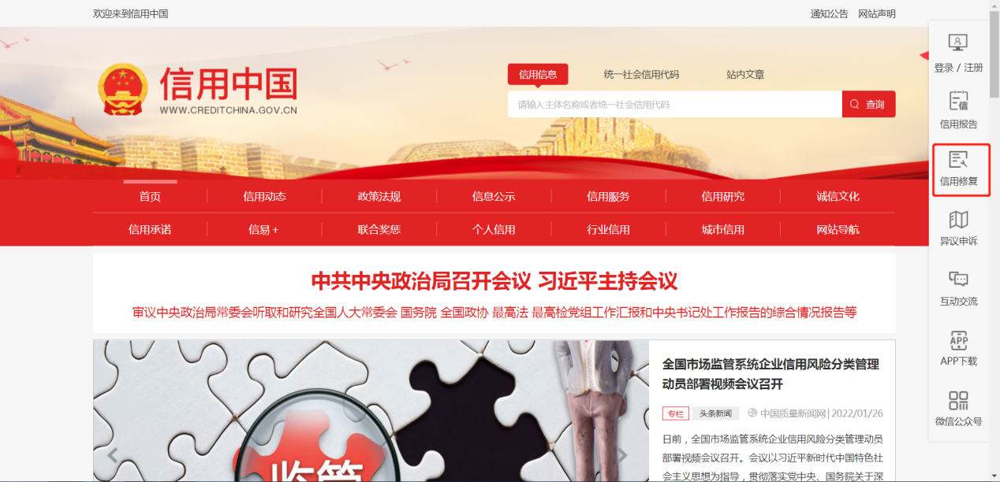 欢迎来到信用中国
通知公告 网站声明
信用中国
WWW.CREDITCHINA.GOV.CN
信用信息 统一社会信用代码 站内文章
请输入主体名称或者统一社会信用代码
查询
首页 信用动态 政策法规 信息公示 信用服务 信用研究 诚信文化
信用承诺 信易+ 联合奖惩 个人信用 行业信用 城市信用 网站导航
中共中央政治局召开会议 习近平主持会议
审议中央政治局常委会听取和研究全国人大常委会 国务院 全国政协 最高法 最高检党组工作汇报和中央书记处工作报告的综合情况报告等
监管
全国市场监管系统企业信用风险分类管理
动员部署视频会议召开
专栏 头条新闻 中国质量新闻网|2022/01/26
日前，全国市场监管系统企业信用风险分类管理动员
部署视频会议召开。会议以习近平新时代中国特色社
会主义思想为指导，贯彻落实党中央、国务院关于深
登录 / 注册
信
信用报告
信用修复
异议申诉
互动交流
APP
APP下载
微信公众号